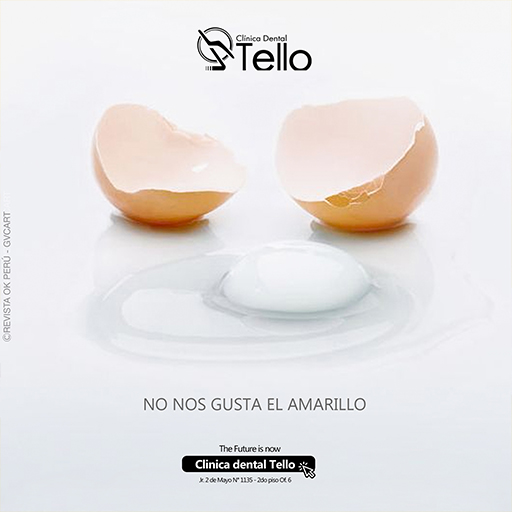 Clínica Dental
Tello
©REVISTA OK PERÚ - GVCART
NO NOS GUSTA EL AMARILLO
The Future is now
Clinica dental Tello
Jr. 2 de Mayo N° 1135 - 2do piso Of. 6